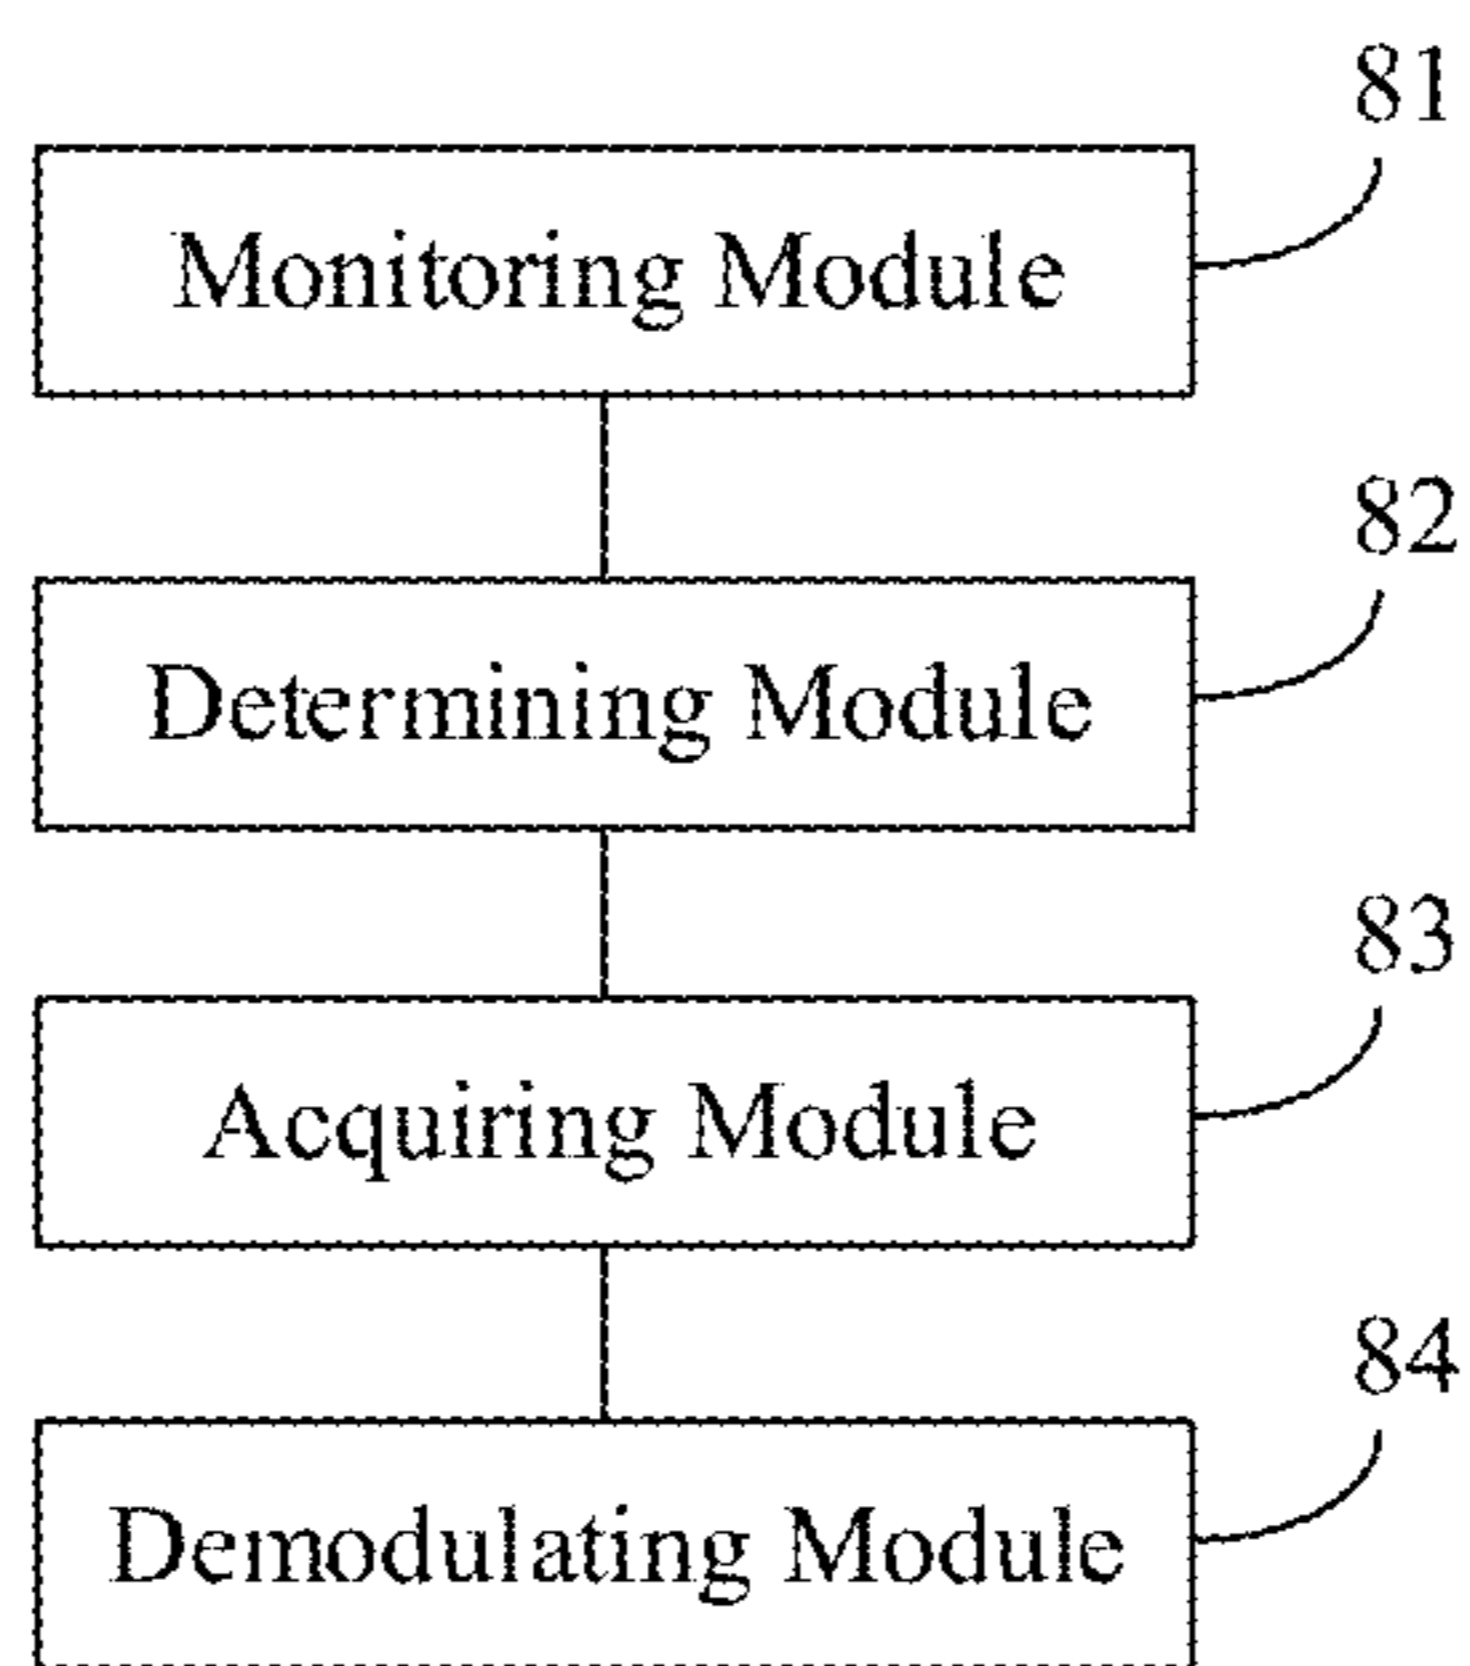 81
Monitoring Module
82
Determining Module
83
Acquiring Module
84
Demodulating Module